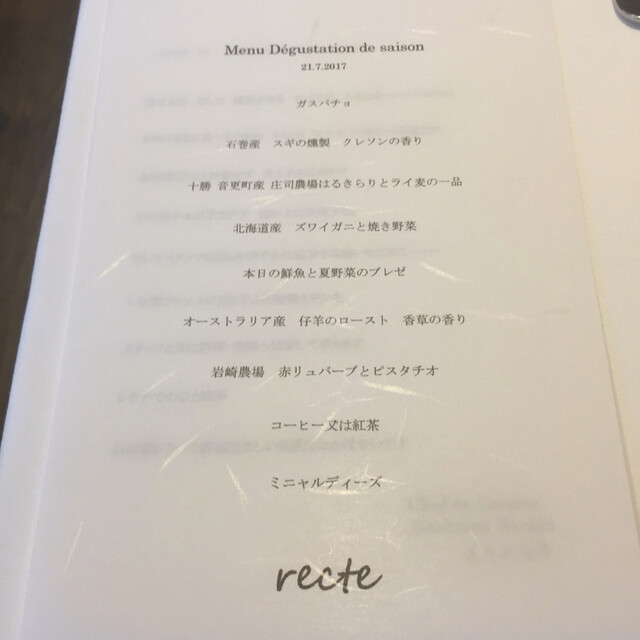 Menu Dégustation de saison
21.7.2017
ガスパチョ
石巻産　スギの燻製　クレソンの香り
十勝 音更町産 庄司農場はるきらりとライ麦の一品
北海道産　ズワイガニと焼き野菜
本日の鮮魚と夏野菜のブレゼ
オーストラリア産　仔羊のロースト　香草の香り
岩崎農場　赤リュバーブとピスタチオ
コーヒー又は紅茶
ミニャルディーズ
recte